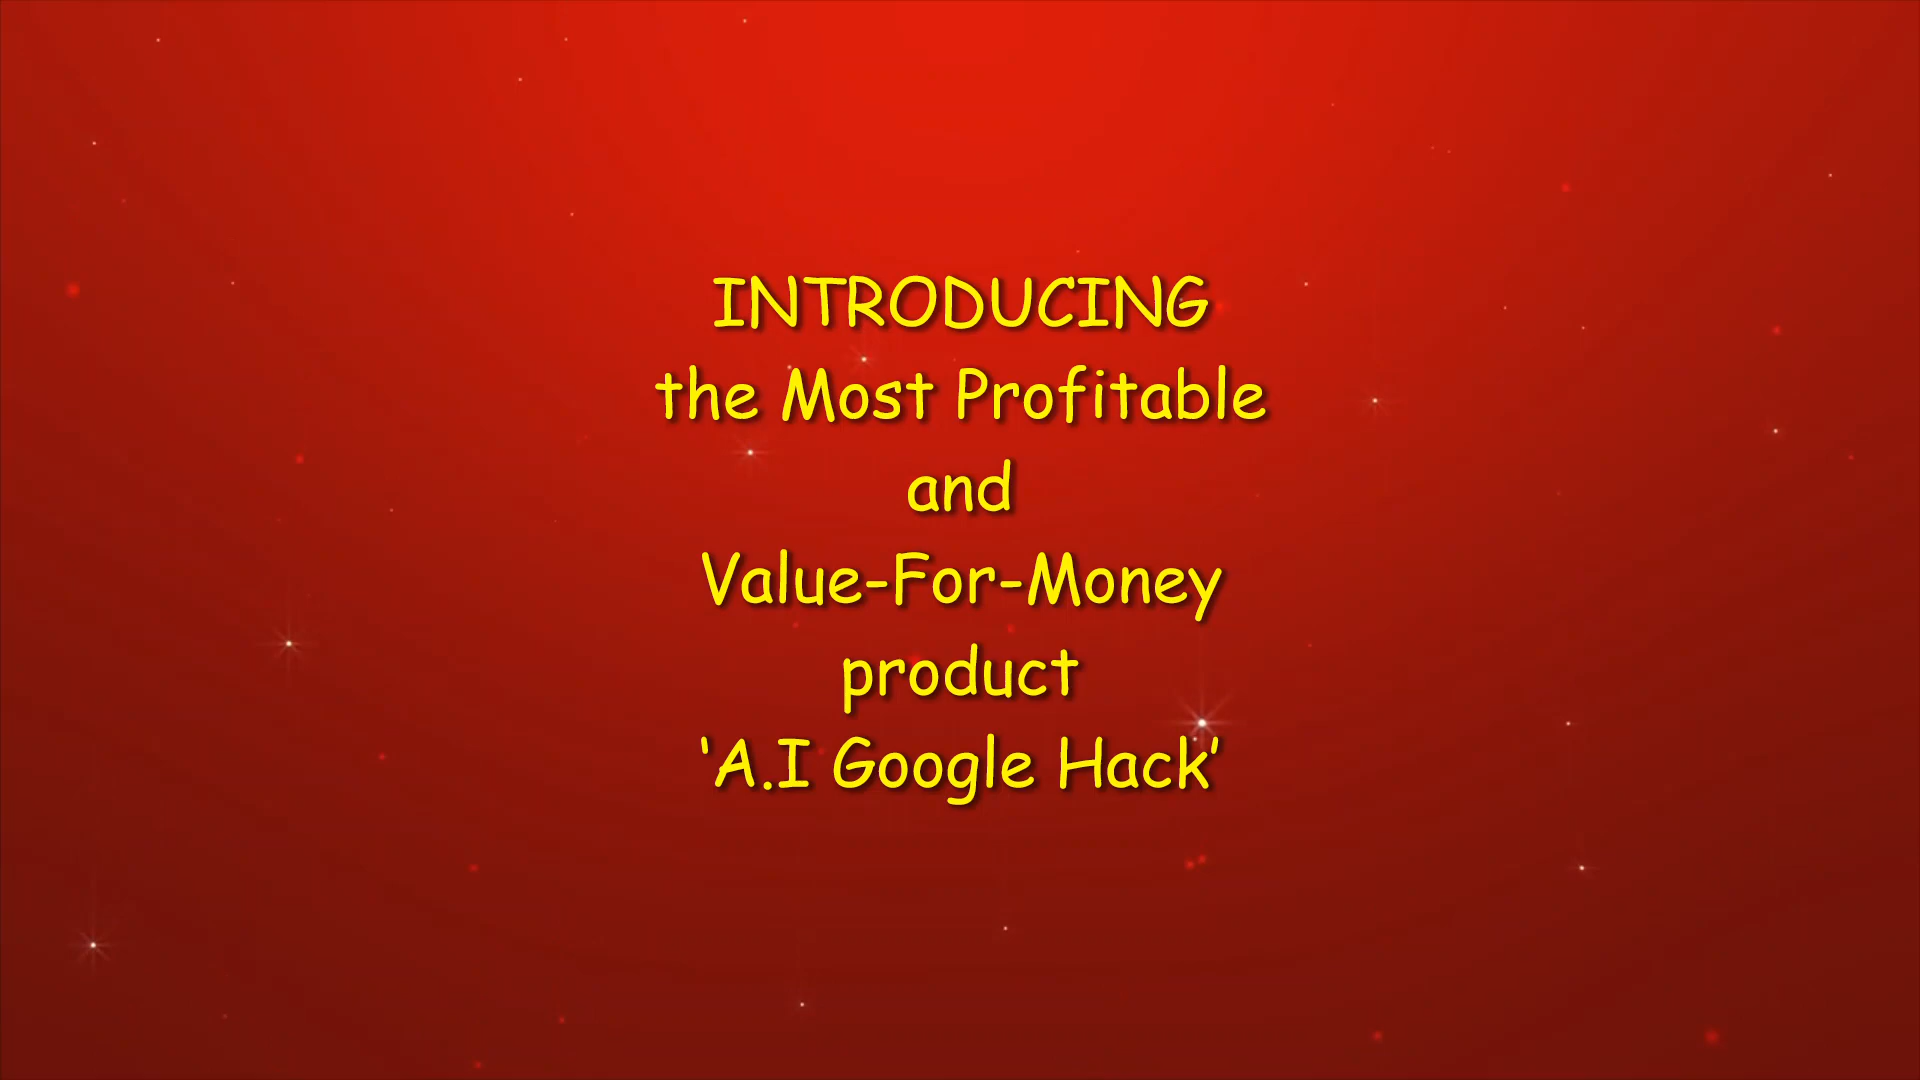 INTRODUCING
the Most Profitable
and
Value-For-Money
product
‘A.I Google Hack’